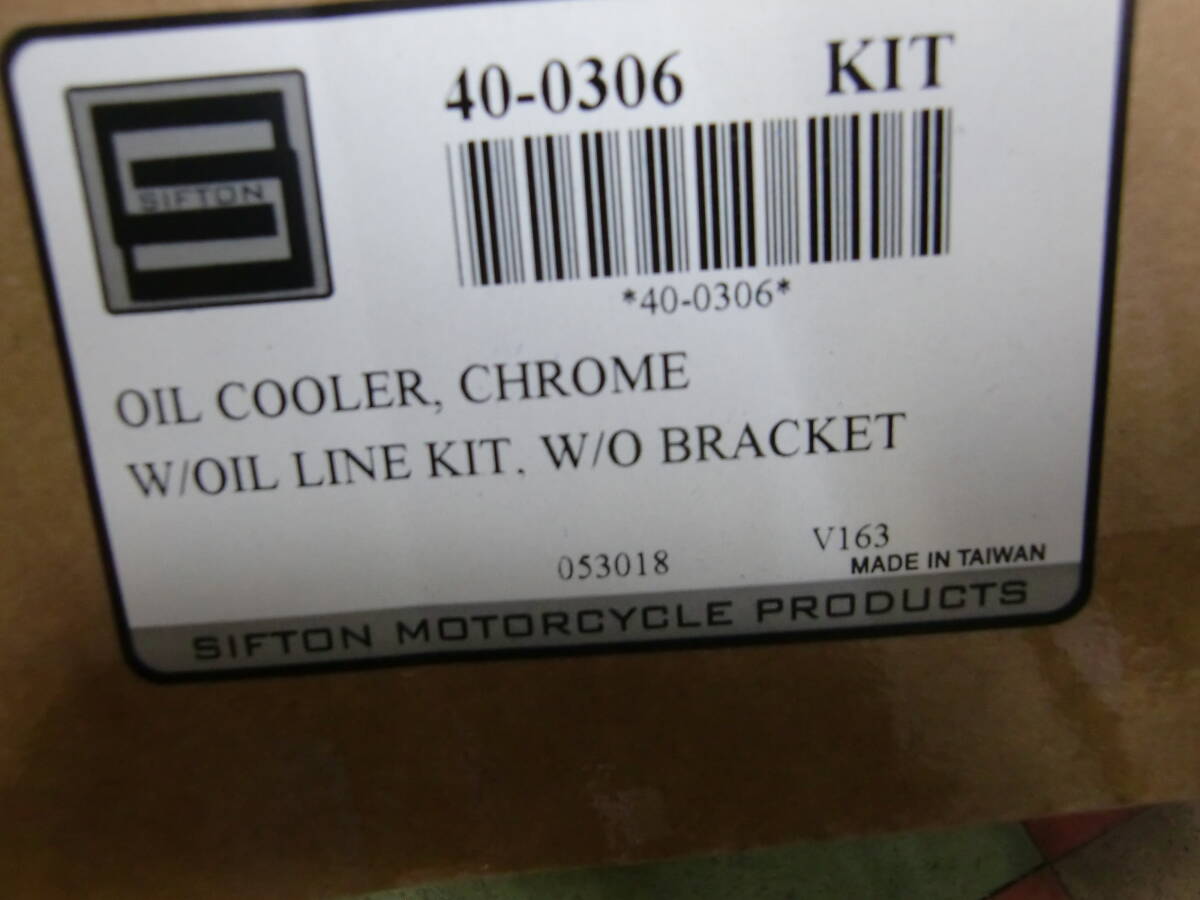 40-0306 KIT
SIFTON
*40-0306*
OIL COOLER, CHROME
W/OIL LINE KIT. W/O BRACKET
053018 V163
MADE IN TAIWAN
SIFTON MOTORCYCLE PRODUCTS